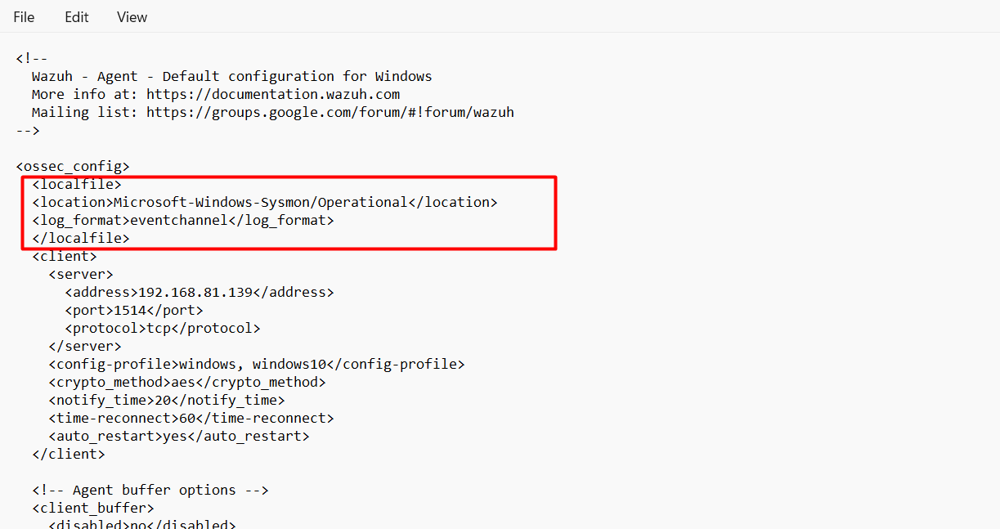 File Edit View
<!--
Wazuh - Agent - Default configuration for Windows
More info at: https://documentation.wazuh.com
Mailing list: https://groups.google.com/forum/#!forum/wazuh
-->
<ossec_config>
<localfile>
<location>Microsoft-Windows-Sysmon/Operational</location>
<log_format>eventchannel</log_format>
</localfile>
<client>
<server>
<address>192.168.81.139</address>
<port>1514</port>
<protocol>tcp</protocol>
</server>
<config-profile>windows, windows10</config-profile>
<crypto_method>aes</crypto_method>
<notify_time>20</notify_time>
<time-reconnect>60</time-reconnect>
<auto_restart>yes</auto_restart>
</client>
<!-- Agent buffer options -->
<client_buffer>
<disabled>no</disabled>